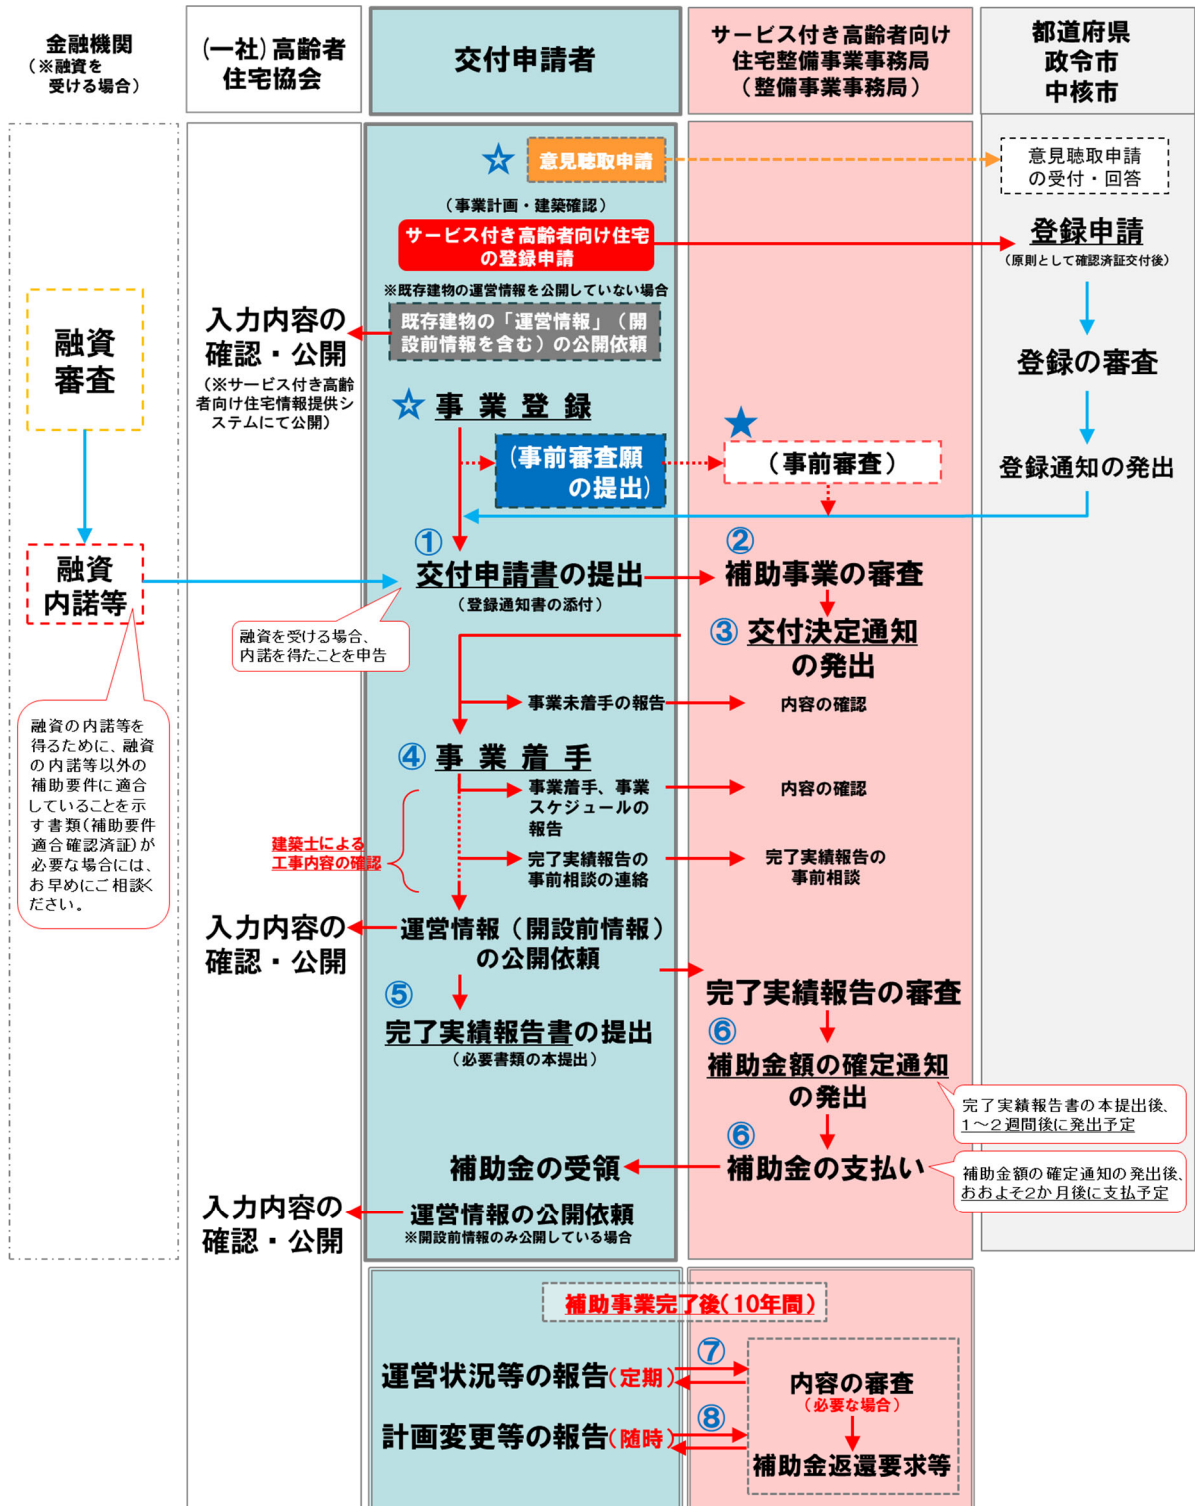 金融機関
（※融資を
受ける場合）
(一社)高齢者
住宅協会
交付申請者
サービス付き高齢者向け
住宅整備事業事務局
（整備事業事務局）
都道府県
政令市
中核市
☆
意見聴取申請
意見聴取申請
の受付・回答
（事業計画・建築確認）
サービス付き高齢者向け住宅
の登録申請
登録申請
（原則として確認済証交付後）
※既存建物の運営情報を公開していない場合
既存建物の「運営情報」（開
設前情報を含む）の公開依頼
入力内容の
確認・公開
（※サービス付き高齢
者向け住宅情報提供シ
ステムにて公開）
融資
審査
登録の審査
☆ 事業登録
★
(事前審査願
の提出)
（事前審査）
登録通知の発出
融資
内諾等
①
交付申請書の提出
（登録通知書の添付）
②
補助事業の審査
融資を受ける場合、
内諾を得たことを申告
③ 交付決定通知
の発出
事業未着手の報告
内容の確認
融資の内諾等を
得るために、融資
の内諾等以外の
補助要件に適合
していることを示
す書類(補助要件
適合確認済証)が
必要な場合には、
お早めにご相談く
ださい。
④ 事業着手
事業着手、事業
スケジュールの
報告
内容の確認
建築士による
工事内容の確認
完了実績報告の
事前相談の連絡
完了実績報告の
事前相談
入力内容の
確認・公開
運営情報（開設前情報）
の公開依頼
⑤
完了実績報告書の提出
（必要書類の本提出）
完了実績報告の審査
⑥
補助金額の確定通知
の発出
完了実績報告書の本提出後、
1～2週間後に発出予定
⑥
補助金の受領
補助金の支払い
補助金額の確定通知の発出後、
おおよそ2か月後に支払予定
入力内容の
確認・公開
運営情報の公開依頼
※開設前情報のみ公開している場合
補助事業完了後(10年間)
運営状況等の報告(定期)
⑦
内容の審査
（必要な場合）
計画変更等の報告(随時)
⑧
補助金返還要求等